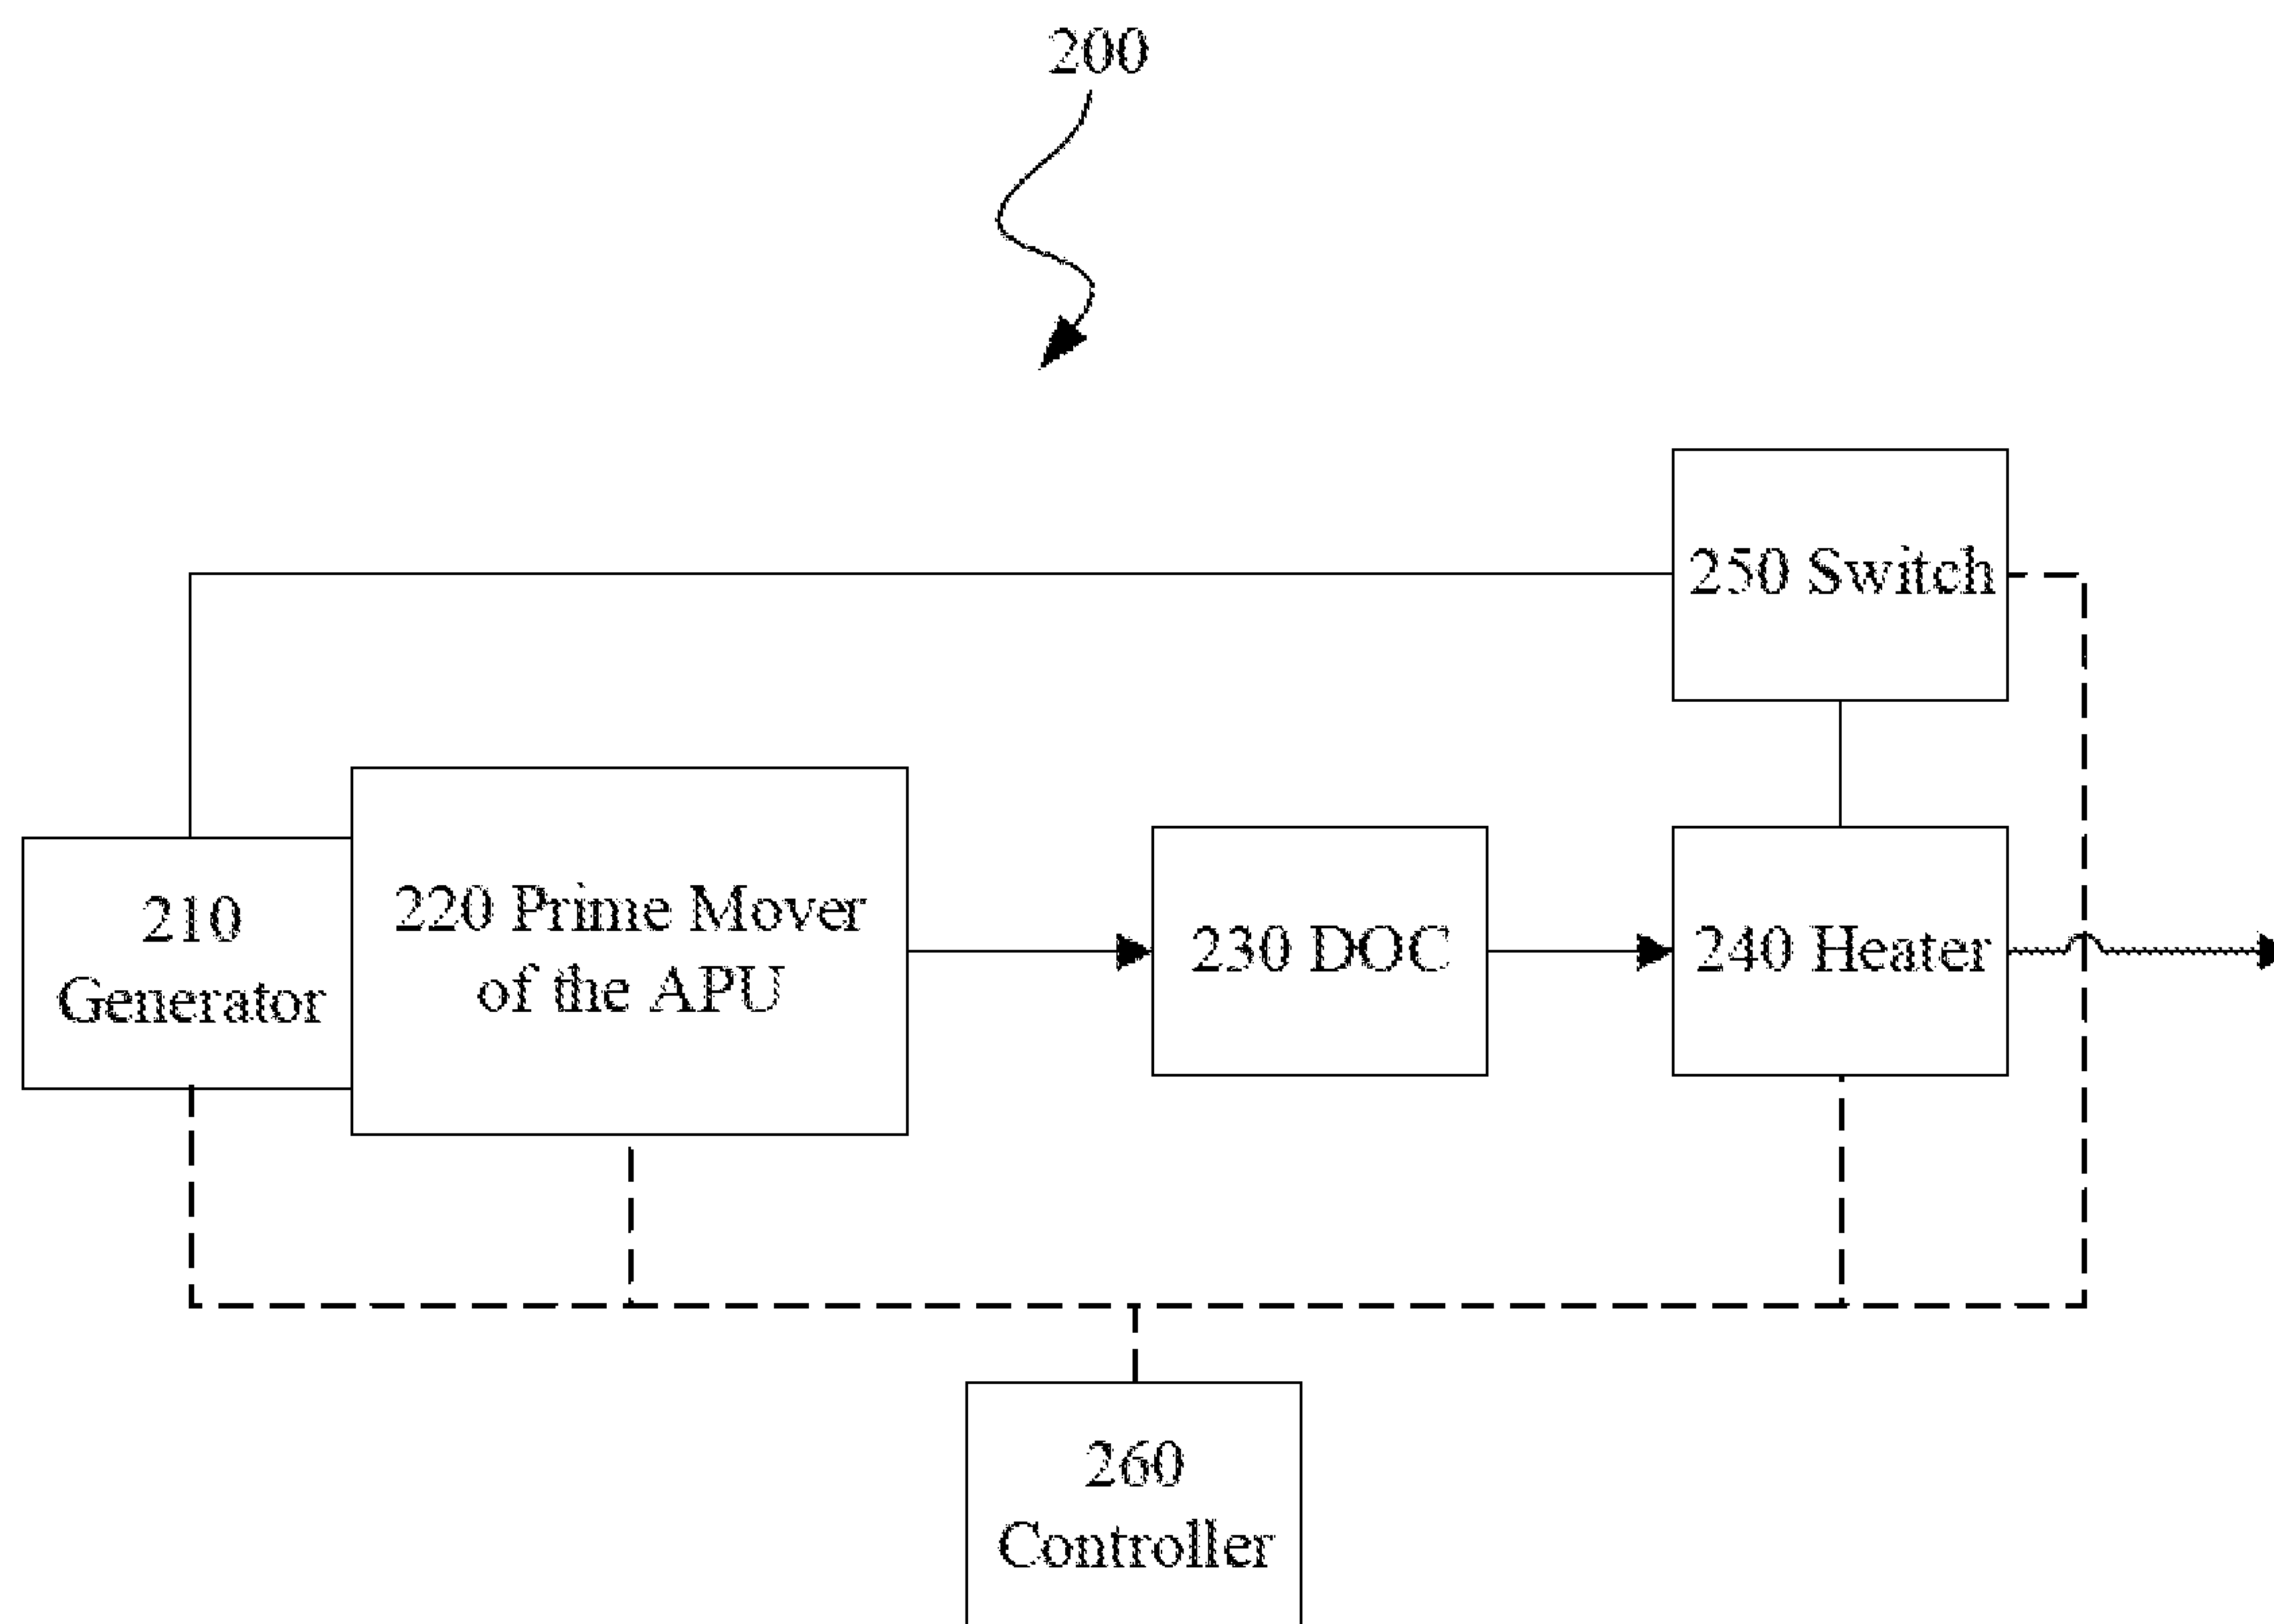 200
250 Switch
210
Generator
220 Prime Mover
of the APU
230 DOC
240 Heater
260
Controller